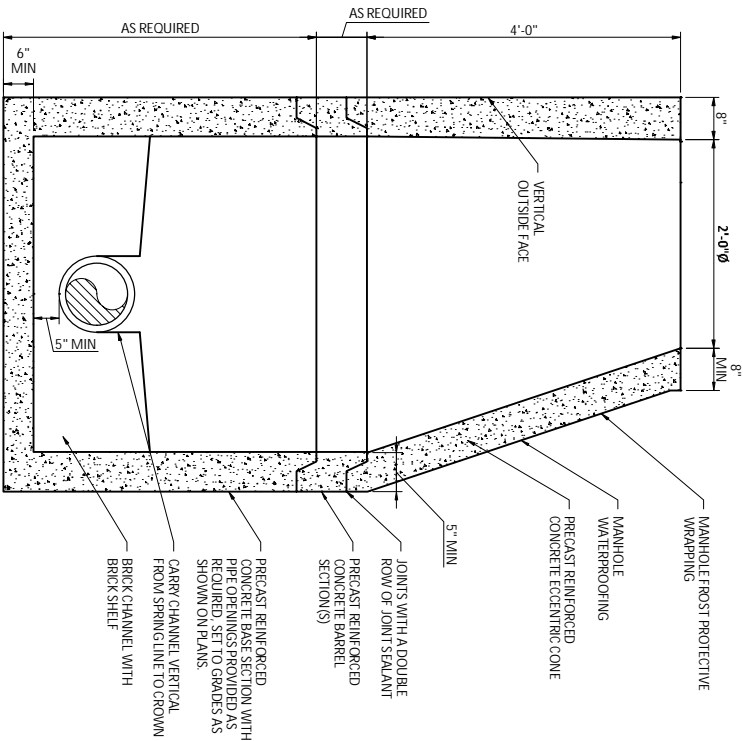 AS REQUIRED
AS REQUIRED
4'-0"
6"
MIN
8"
2'-0"Ø
8"
MIN
VERTICAL
OUTSIDE FACE
5" MIN
5" MIN
MANHOLE FROST PROTECTIVE
WRAPPING
MANHOLE
WATERPROOFING
PRECAST REINFORCED
CONCRETE ECCENTRIC CONE
JOINTS WITH A DOUBLE
ROW OF JOINT SEALANT
PRECAST REINFORCED
CONCRETE BARREL
SECTION(S)
PRECAST REINFORCED
CONCRETE BASE SECTION WITH
PIPE OPENINGS PROVIDED AS
REQUIRED, SET TO GRADES AS
SHOWN ON PLANS.
CARRY CHANNEL VERTICAL
FROM SPRING LINE TO CROWN
BRICK CHANNEL WITH
BRICK SHELF